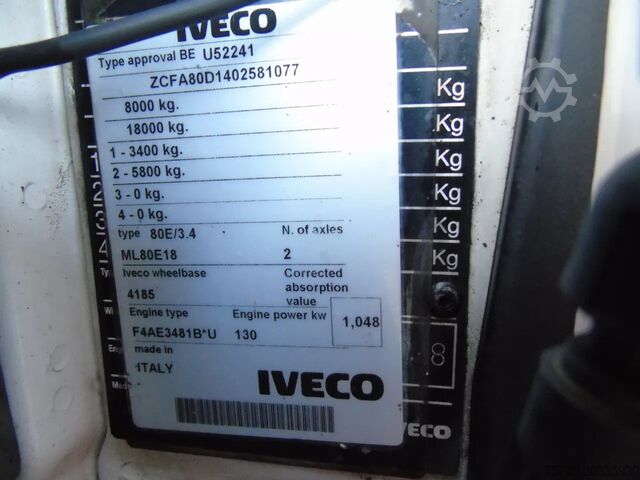 IVECO
Type approval BE U52241
ZCFA80D1402581077
8000 kg.
18000 kg.
1 - 3400 kg.
2 - 5800 kg.
3 - 0 kg.
4 - 0 kg.
type 80E/3.4 N. of axles
ML80E18 2
Iveco wheelbase Corrected absorption value
4185
Engine type Engine power kw 1,048
F4AE3481B*U 130
made in
ITALY
IVECO
Kg
Kg
Kg
Kg
Kg
Kg
8
VECO